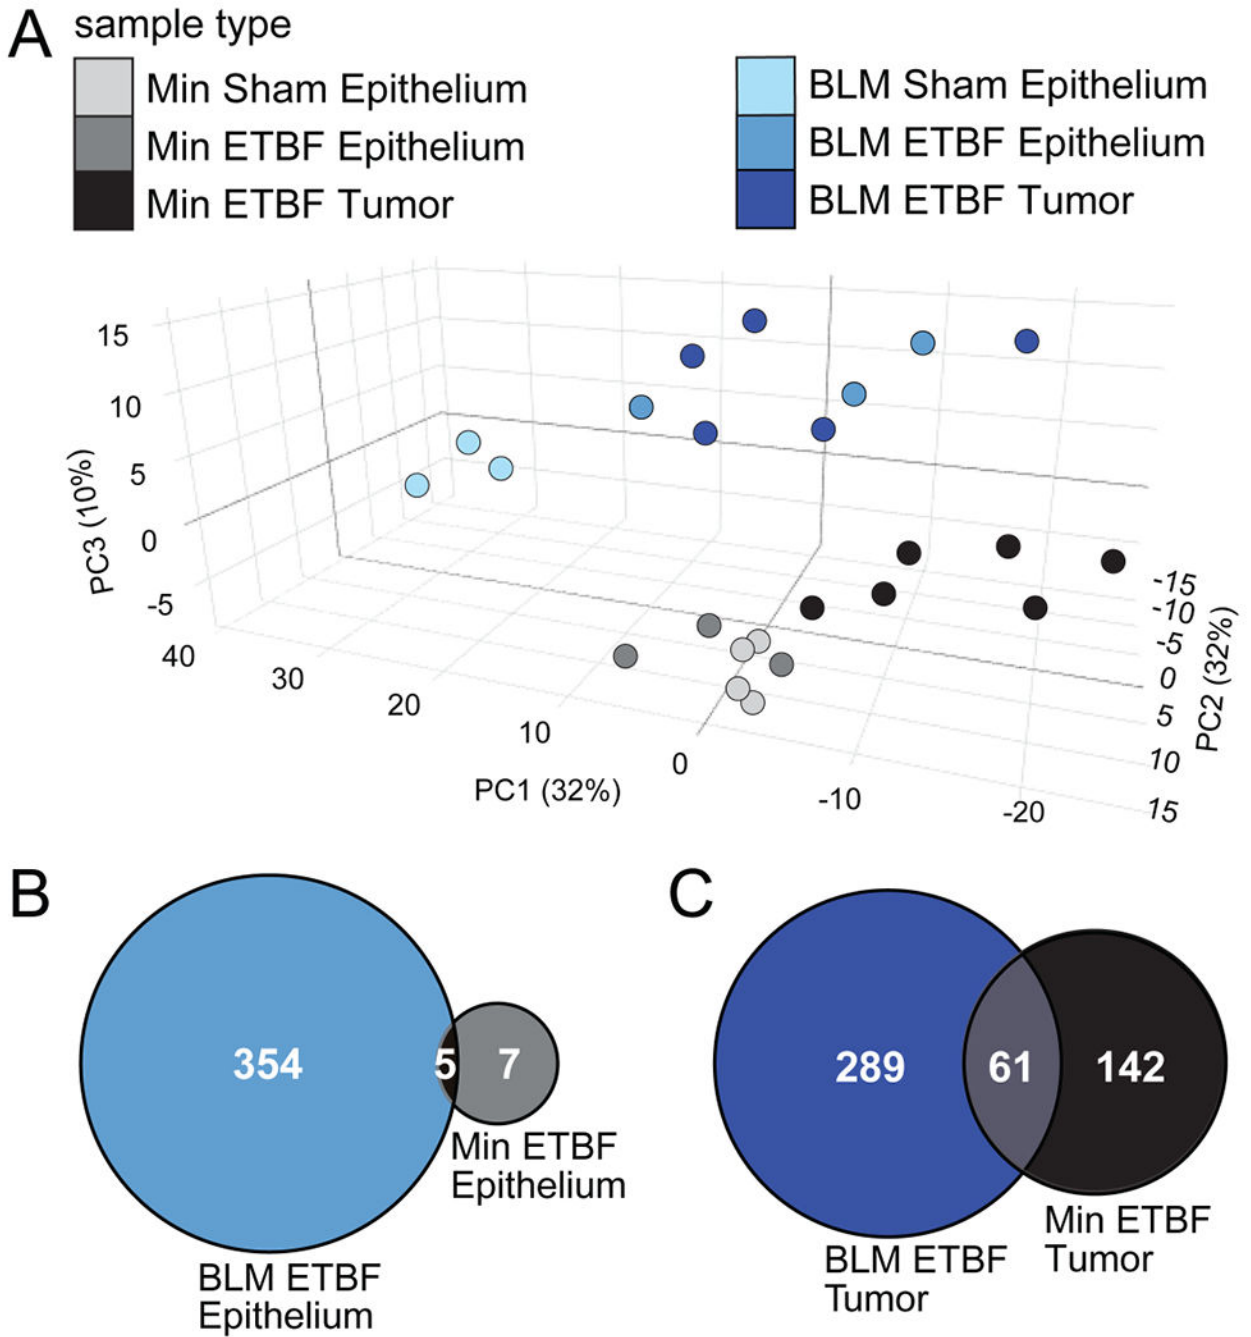 A
sample type
Min Sham Epithelium
Min ETBF Epithelium
Min ETBF Tumor
BLM Sham Epithelium
BLM ETBF Epithelium
BLM ETBF Tumor
15
10
5
0
-5
PC3 (10%)
40
30
20
10
0
-10
-20
PC1 (32%)
-15
-10
-5
0
5
10
15
PC2 (32%)
B
354
5
7
Min ETBF
Epithelium
BLM ETBF
Epithelium
C
289
61
142
Min ETBF
Tumor
BLM ETBF
Tumor